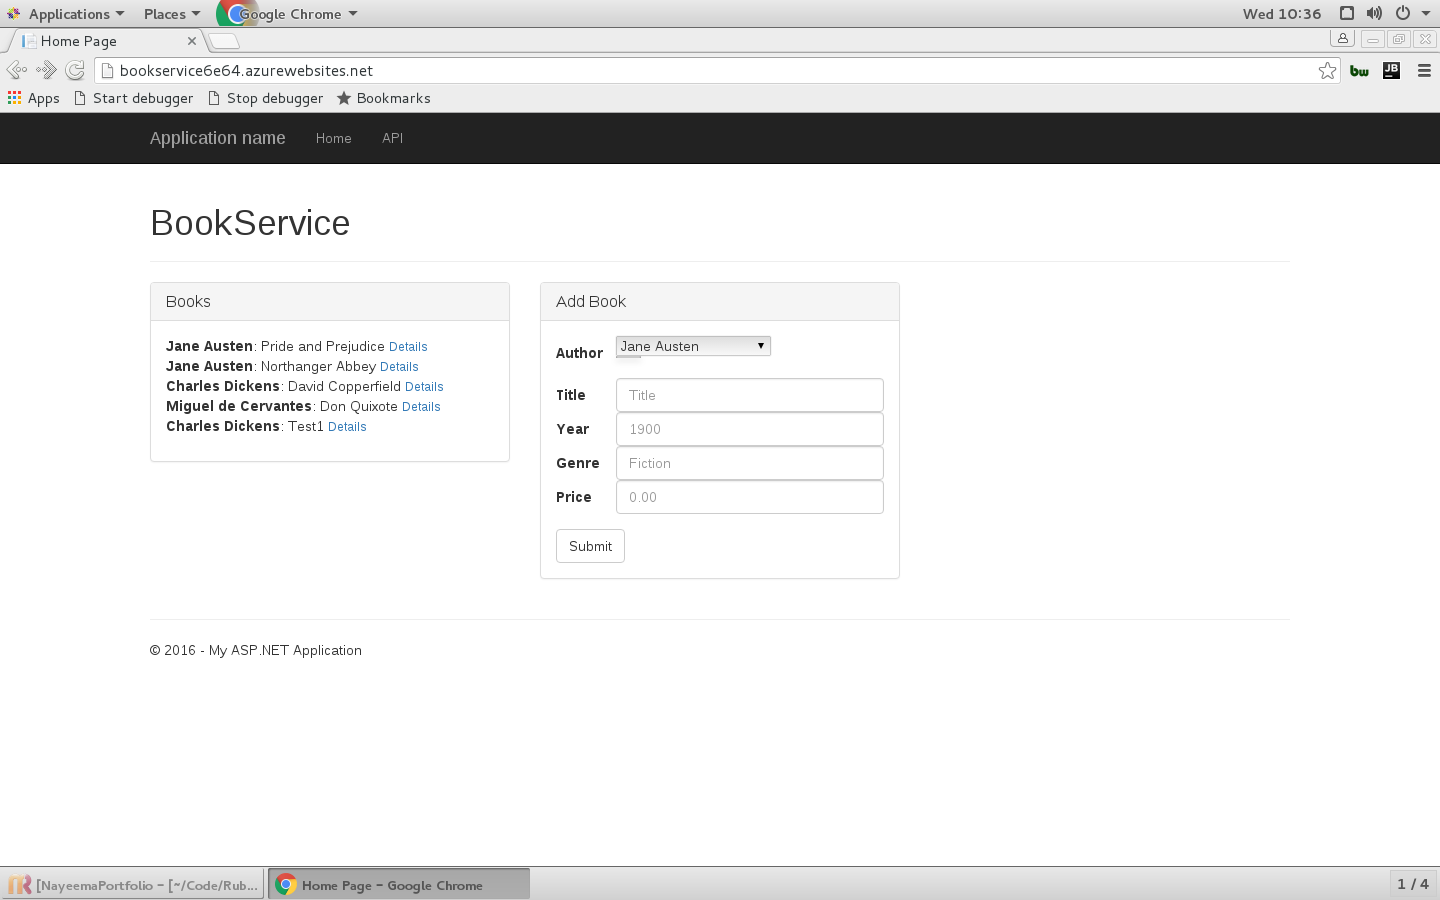 Applications Places Google Chrome Wed 10:36
Home Page
bookservice6e64.azurewebsites.net bw JB
Apps Start debugger Stop debugger Bookmarks
Application name Home API
BookService
Books
Jane Austen: Pride and Prejudice Details
Jane Austen: Northanger Abbey Details
Charles Dickens: David Copperfield Details
Miguel de Cervantes: Don Quixote Details
Charles Dickens: Test1 Details
Add Book
Author Jane Austen
Title Title
Year 1900
Genre Fiction
Price 0.00
Submit
© 2016 - My ASP.NET Application
[NayeemaPortfolio – [~/Code/Rub... Home Page – Google Chrome 1 / 4